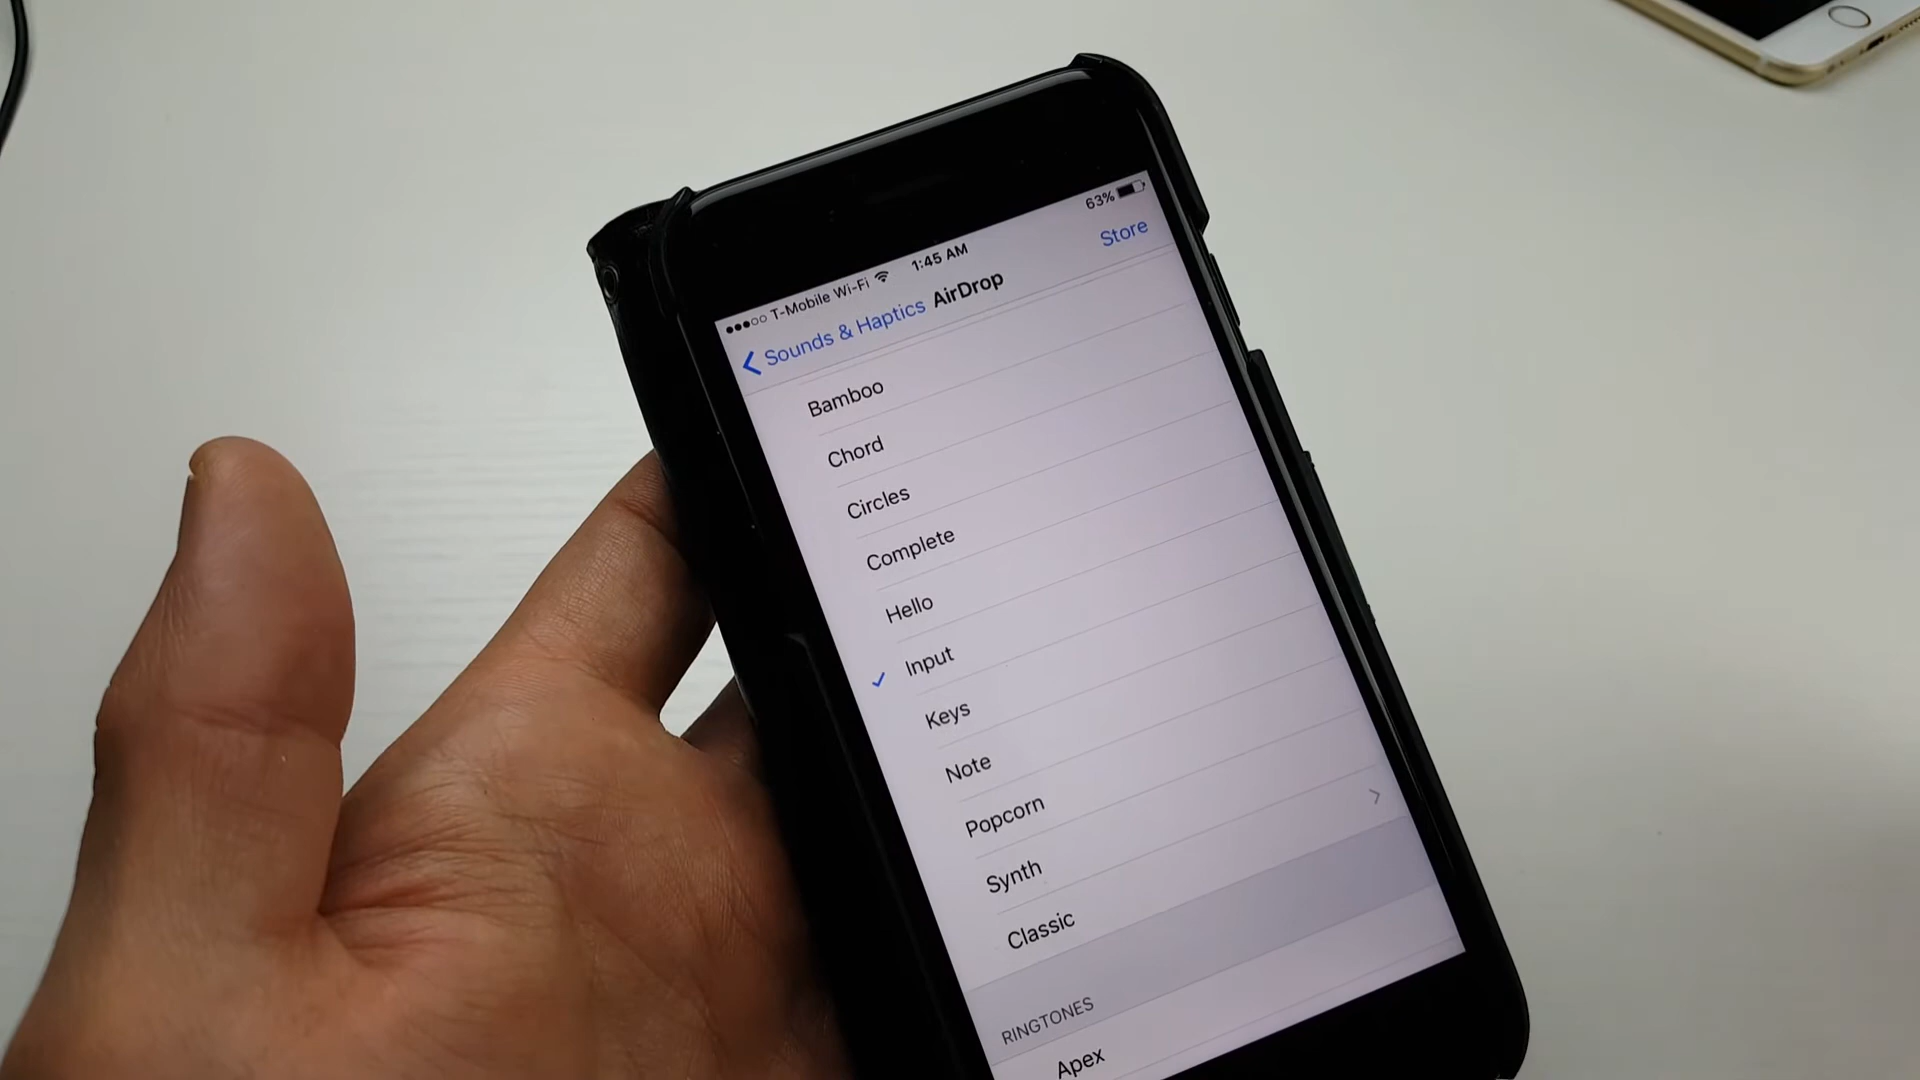 T-Mobile Wi-Fi 1:45 AM 63%
Sounds & Haptics AirDrop Store
Bamboo
Chord
Circles
Complete
Hello
Input
Keys
Note
Popcorn
Synth
Classic
RINGTONES
Apex